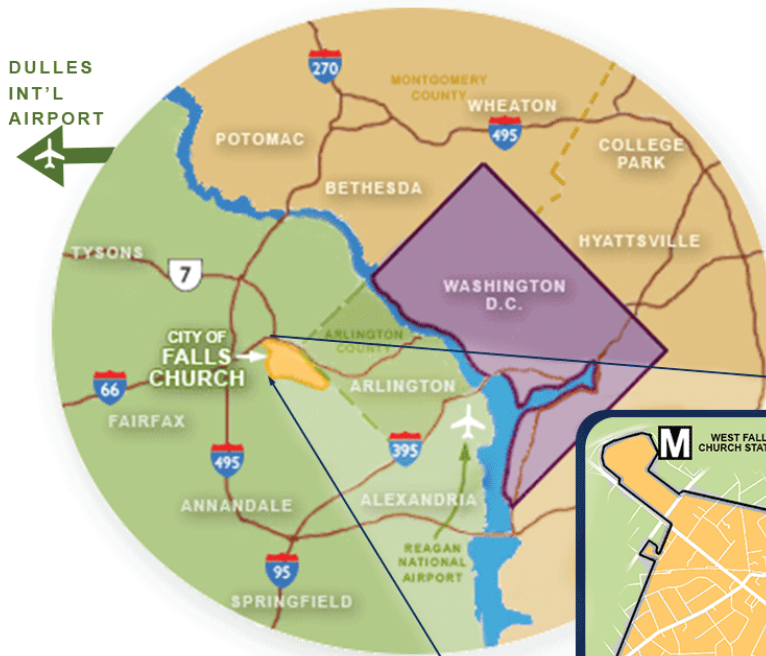 DULLES
INT'L
AIRPORT
270
MONTGOMERY
COUNTY
WHEATON
495
POTOMAC
COLLEGE
PARK
BETHESDA
HYATTSVILLE
TYSONS
7
WASHINGTON
D.C.
CITY OF
FALLS
CHURCH
ARLINGTON
COUNTY
ARLINGTON
66
FAIRFAX
395
495
ANNANDALE
ALEXANDRIA
REAGAN
NATIONAL
AIRPORT
95
SPRINGFIELD
M
WEST FALL
CHURCH STAT